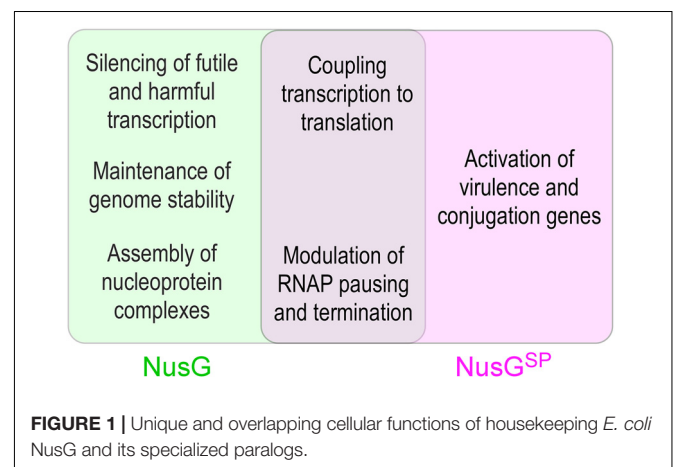 Silencing of futile
and harmful
transcription
Maintenance of
genome stability
Assembly of
nucleoprotein
complexes
Coupling
transcription to
translation
Modulation of
RNAP pausing
and termination
Activation of
virulence and
conjugation genes
NusG
NusGSP
FIGURE 1 | Unique and overlapping cellular functions of housekeeping E. coli
NusG and its specialized paralogs.